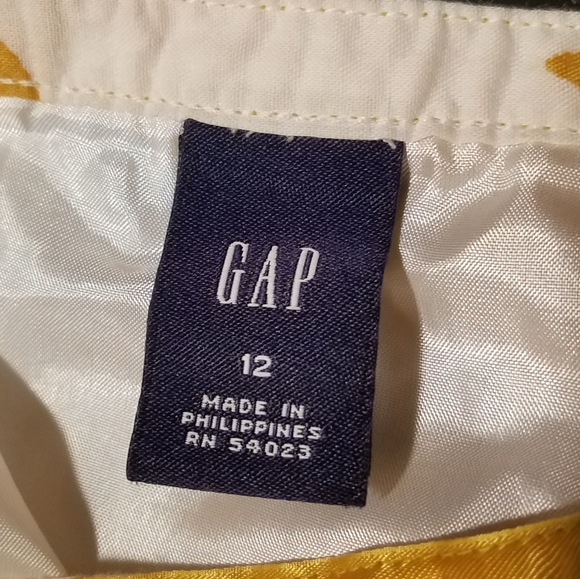 GAP
12
MADE IN
PHILIPPINES
RN 54023